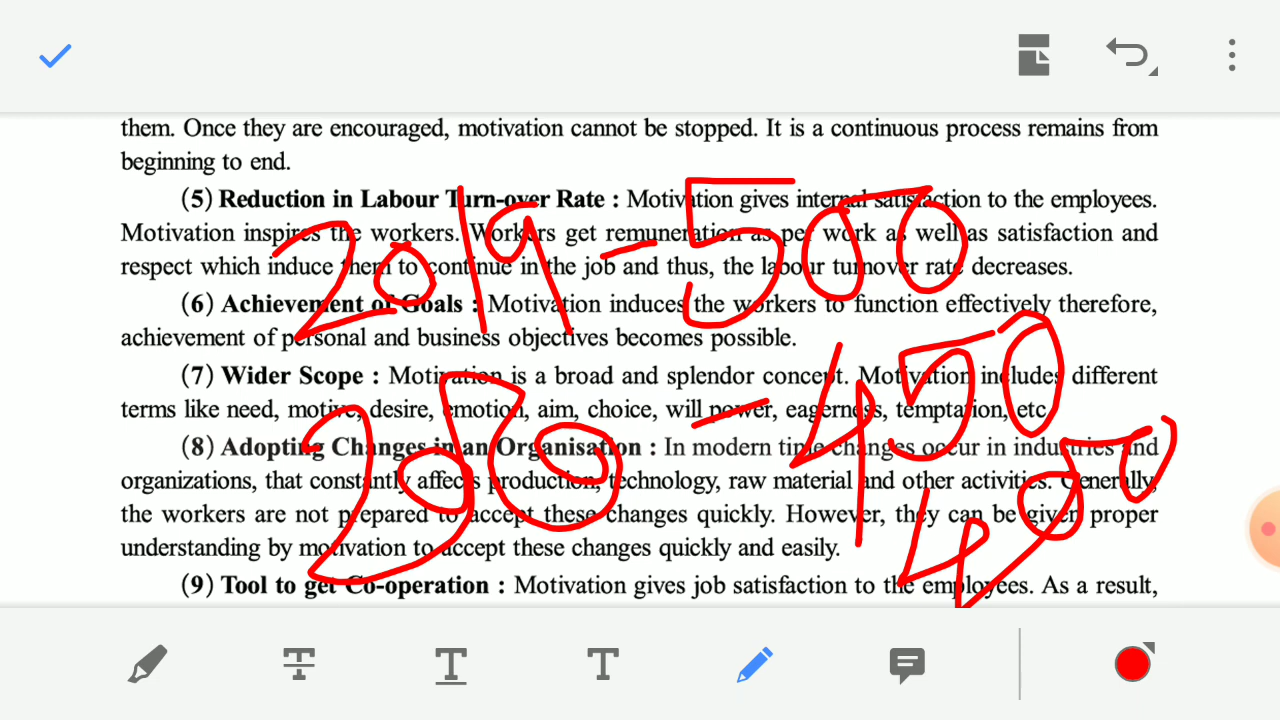 them. Once they are encouraged, motivation cannot be stopped. It is a continuous process remains from
beginning to end.
(5) Reduction in Labour Turn-over Rate : Motivation gives internal satisfaction to the employees.
Motivation inspires the workers. Workers get remuneration as per work as well as satisfaction and
respect which induce them to continue in the job and thus, the labour turnover rate decreases.
2019 - 500
(6) Achievement of Goals : Motivation induces the workers to function effectively therefore,
achievement of personal and business objectives becomes possible.
(7) Wider Scope : Motivation is a broad and splendor concept. Motivation includes different
terms like need, motive, desire, emotion, aim, choice, will power, eagerness, temptation, etc.
(8) Adopting Changes in an Organisation : In modern time changes occur in industries and
organizations, that constantly affects production, technology, raw material and other activities. Generally,
the workers are not prepared to accept these changes quickly. However, they can be given proper
understanding by motivation to accept these changes quickly and easily.
(9) Tool to get Co-operation : Motivation gives job satisfaction to the employees. As a result,
T
T
T